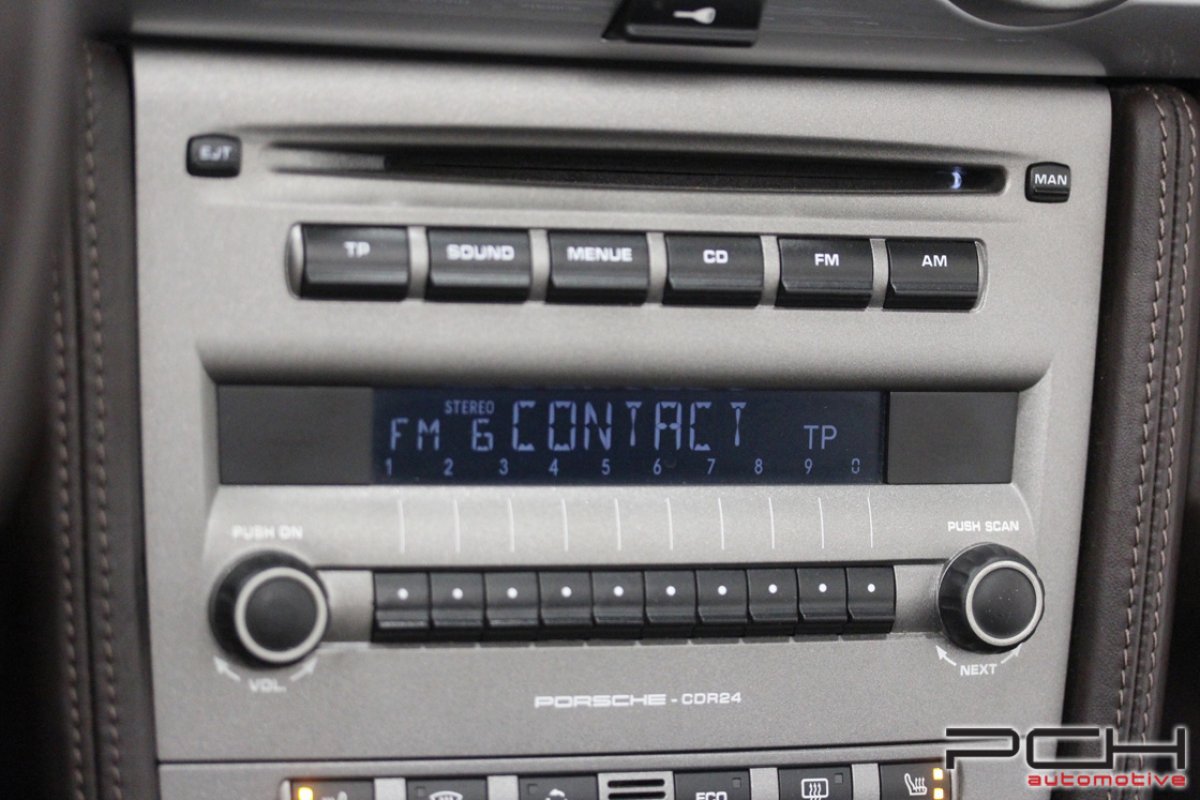 EJT
MAN
TP SOUND MENUE CD FM AM
STEREO
FM 6 CONTACT TP
1 2 3 4 5 6 7 8 9 0
PUSH ON
PUSH SCAN
VOL.
NEXT
PORSCHE - CDR24
ECO
PCH
automotive